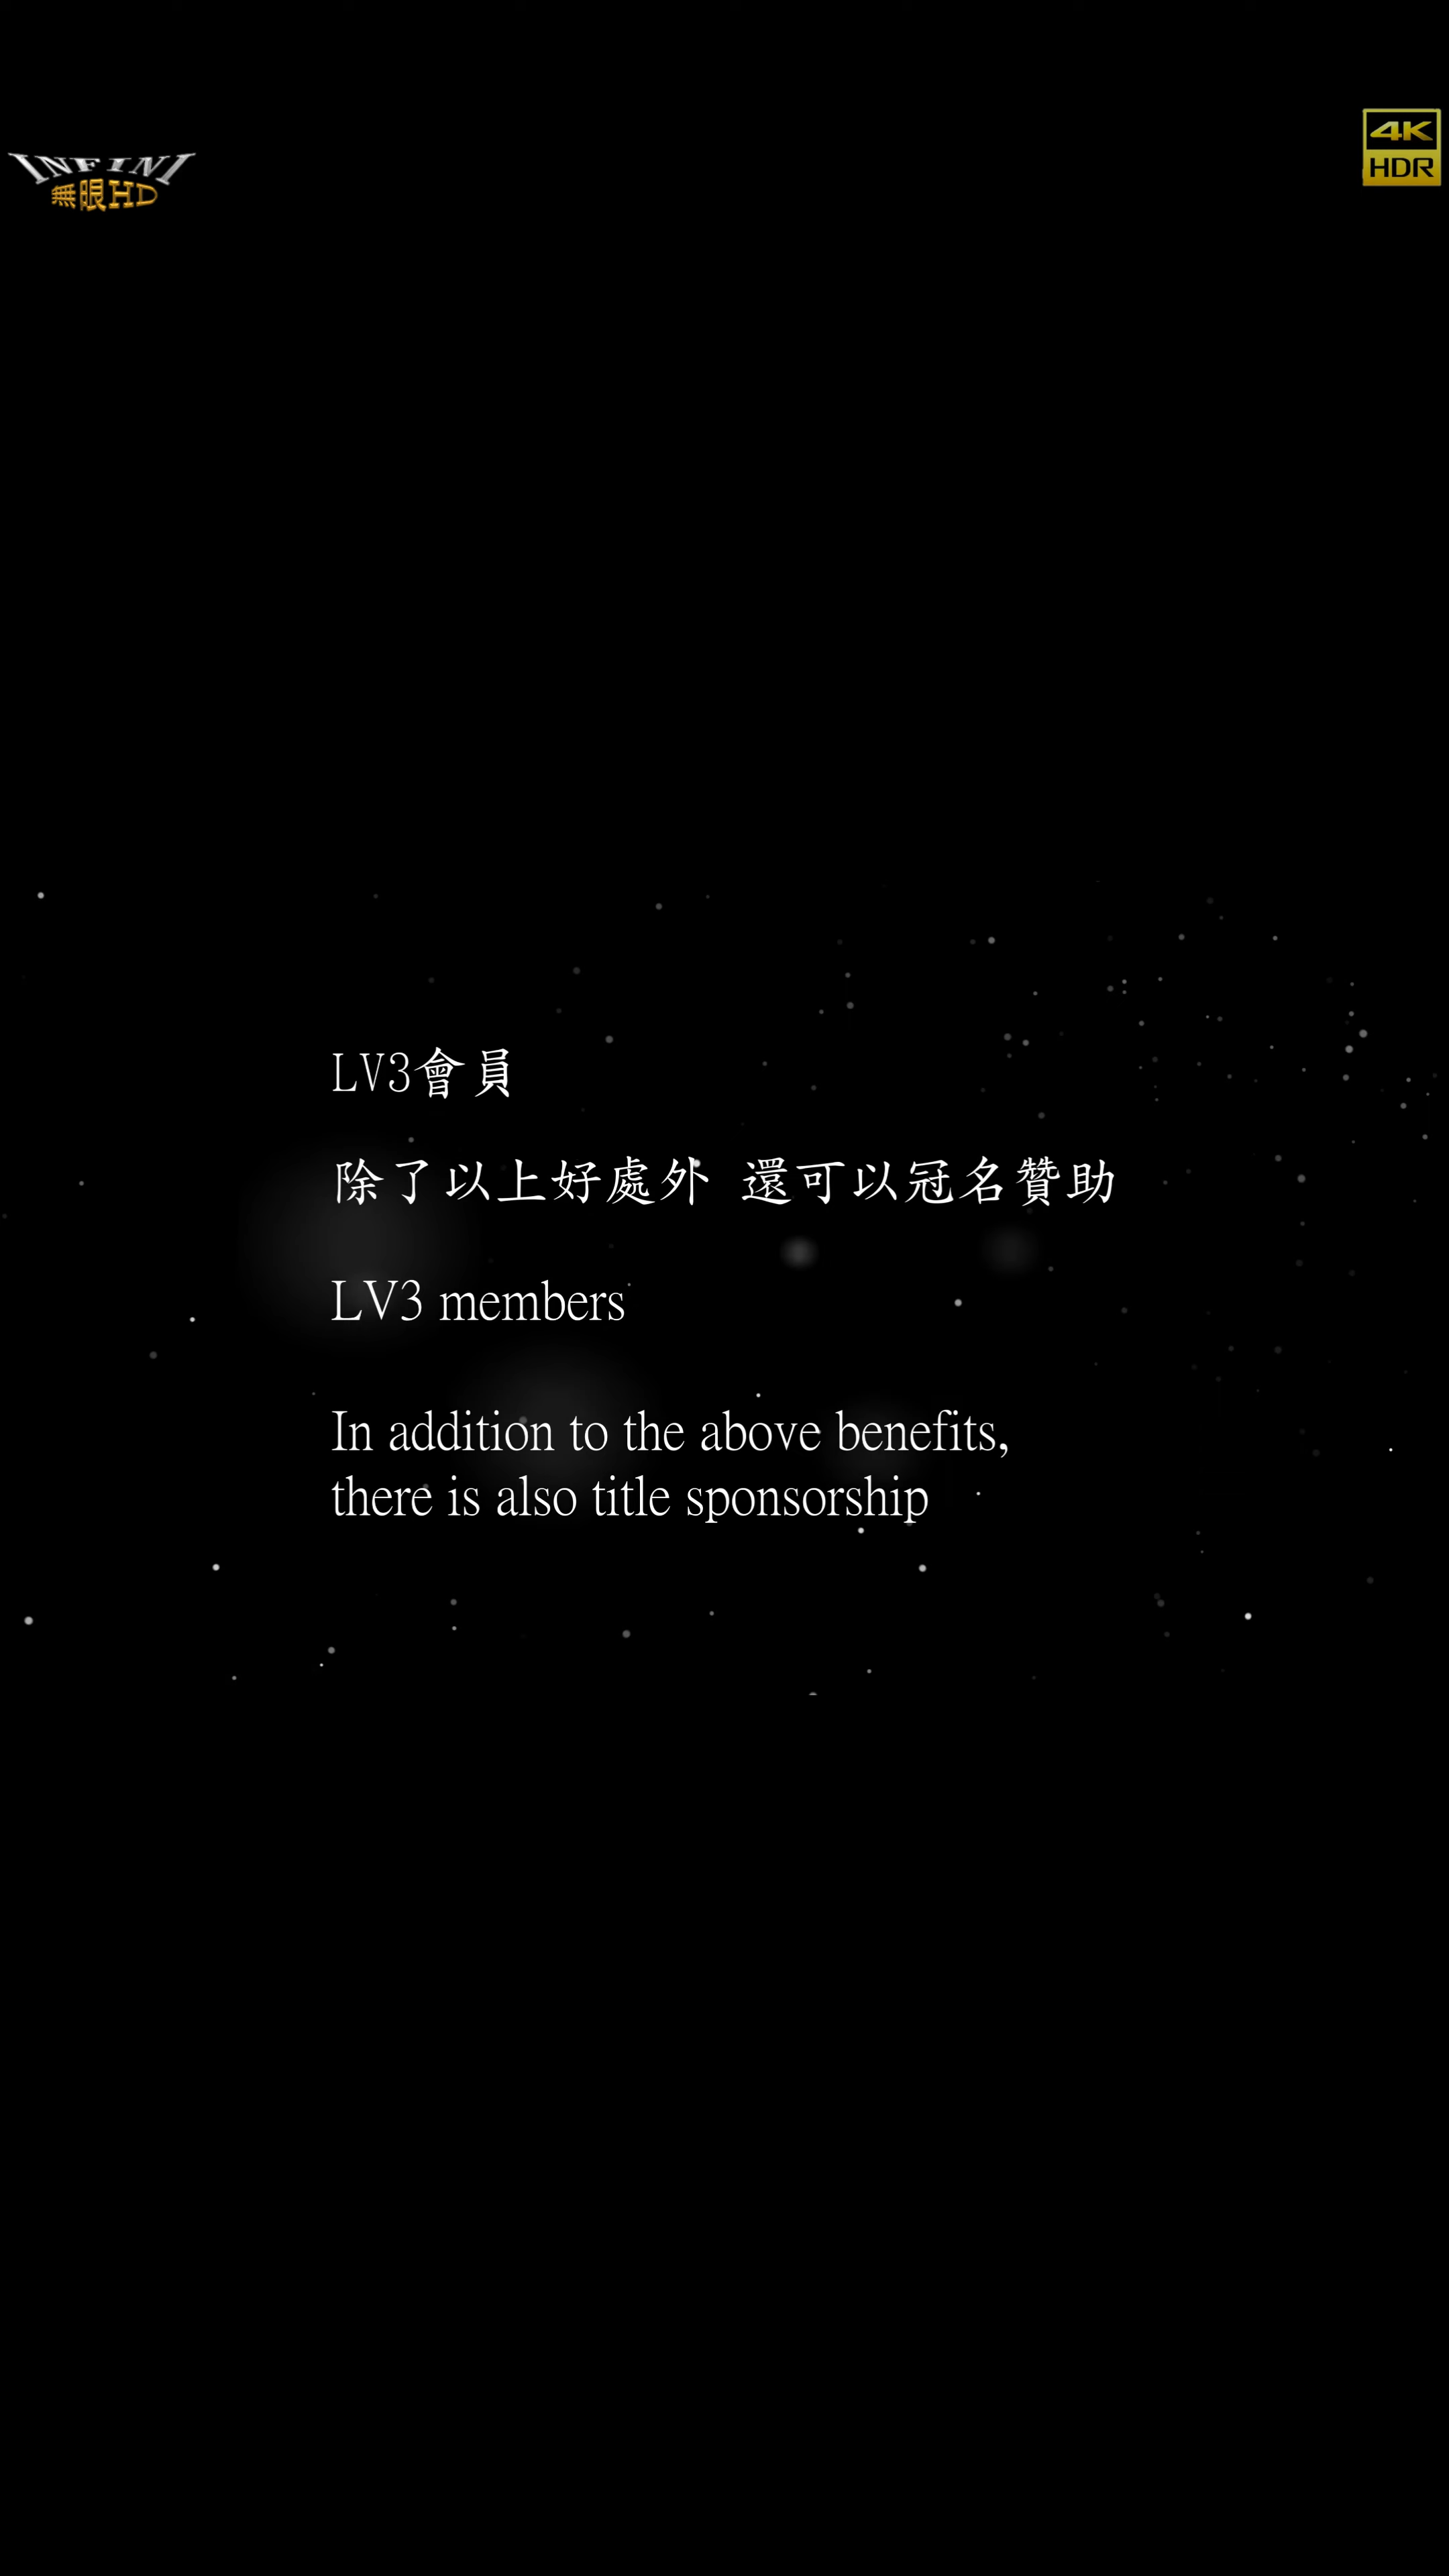 INFINI
無限HD
4K
HDR
LV3會員
除了以上好處外 還可以冠名贊助
LV3 members
In addition to the above benefits,
there is also title sponsorship